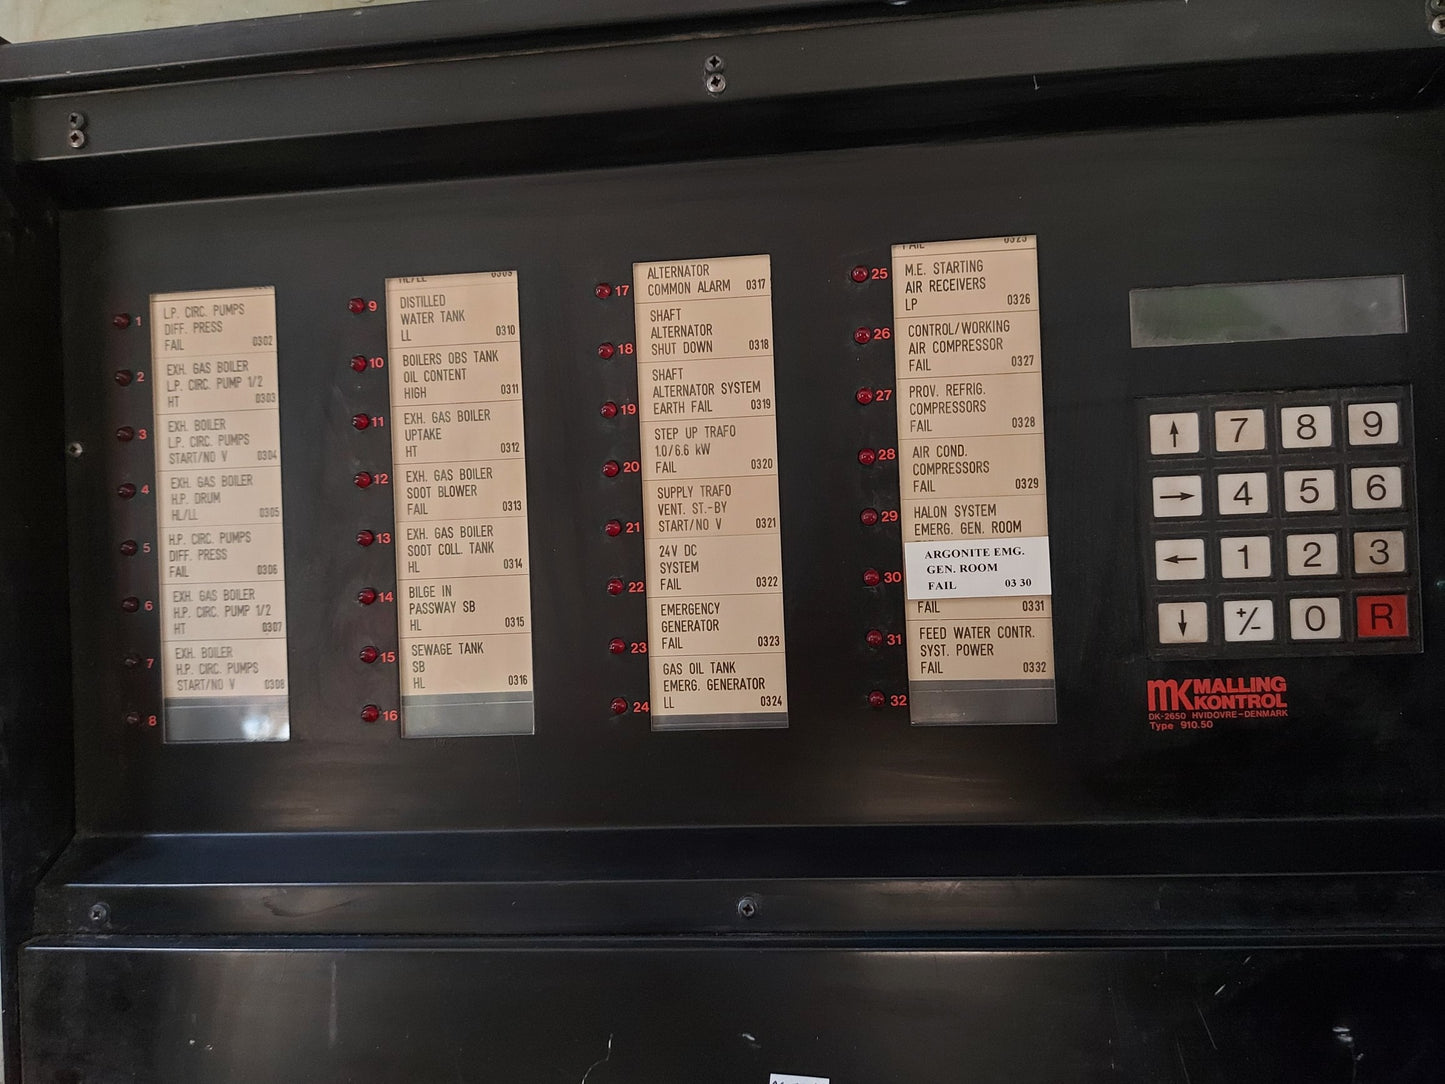 1
2
3
4
5
6
7
8
L.P. CIRC. PUMPS
DIFF. PRESS
FAIL 0302
EXH. GAS BOILER
L.P. CIRC. PUMP 1/2
HT 0303
EXH. BOILER
L.P. CIRC. PUMPS
START/NO V 0304
EXH. GAS BOILER
H.P. DRUM
HL/LL 0305
H.P. CIRC. PUMPS
DIFF. PRESS
FAIL 0306
EXH. GAS BOILER
H.P. CIRC. PUMP 1/2
HT 0307
EXH. BOILER
H.P. CIRC. PUMPS
START/NO V 0308
9
10
11
12
13
14
15
16
HL/LL 0309
DISTILLED
WATER TANK
LL 0310
BOILERS OBS TANK
OIL CONTENT
HIGH 0311
EXH. GAS BOILER
UPTAKE
HT 0312
EXH. GAS BOILER
SOOT BLOWER
FAIL 0313
EXH. GAS BOILER
SOOT COLL. TANK
HL 0314
BILGE IN
PASSWAY SB
HL 0315
SEWAGE TANK
SB
HL 0316
17
18
19
20
21
22
23
24
ALTERNATOR
COMMON ALARM 0317
SHAFT
ALTERNATOR
SHUT DOWN 0318
SHAFT
ALTERNATOR SYSTEM
EARTH FAIL 0319
STEP UP TRAFO
1.0/6.6 kW
FAIL 0320
SUPPLY TRAFO
VENT. ST.-BY
START/NO V 0321
24V DC
SYSTEM
FAIL 0322
EMERGENCY
GENERATOR
FAIL 0323
GAS OIL TANK
EMERG. GENERATOR
LL 0324
25
26
27
28
29
30
31
32
FAIL 0325
M.E. STARTING
AIR RECEIVERS
LP 0326
CONTROL/WORKING
AIR COMPRESSOR
FAIL 0327
PROV. REFRIG.
COMPRESSORS
FAIL 0328
AIR COND.
COMPRESSORS
FAIL 0329
HALON SYSTEM
EMERG. GEN. ROOM
ARGONITE EMG.
GEN. ROOM
FAIL 03 30
FAIL 0331
FEED WATER CONTR.
SYST. POWER
FAIL 0332
↑ 7 8 9
→ 4 5 6
← 1 2 3
↓ +/- 0 R
MK MALLING
KONTROL
DK-2650 HVIDOVRE-DENMARK
Type 910.50